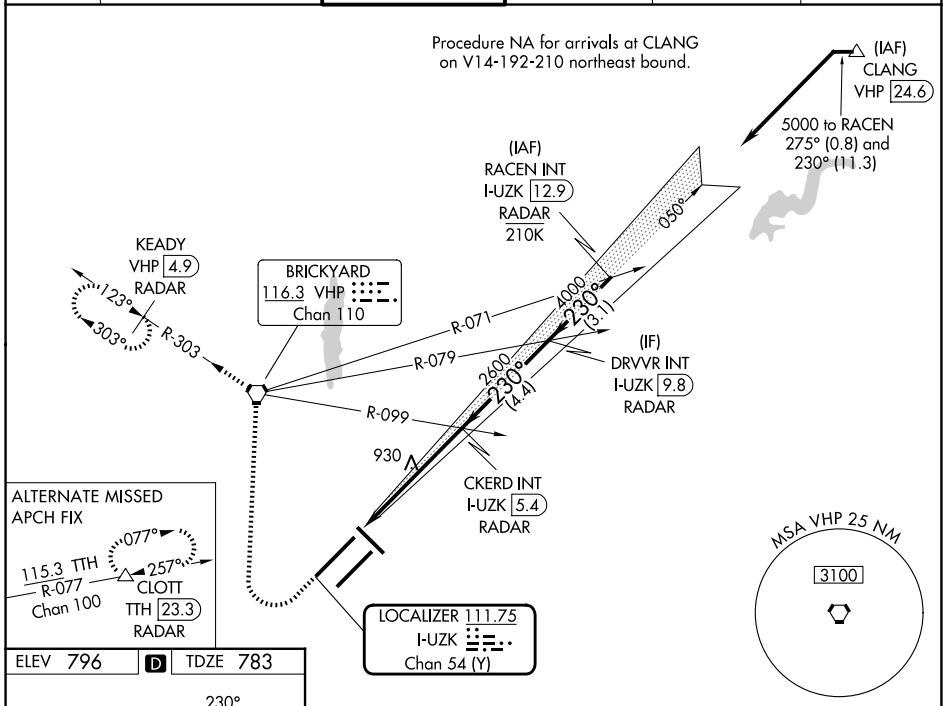 Procedure NA for arrivals at CLANG
on V14-192-210 northeast bound.
(IAF)
CLANG
VHP 24.6
5000 to RACEN
275° (0.8) and
230° (11.3)
(IAF)
RACEN INT
I-UZK 12.9
RADAR
210K
050°
KEADY
VHP 4.9
RADAR
123°
303°
R-303
BRICKYARD
116.3 VHP
Chan 110
R-071
R-079
R-099
4000
230°
(3.1)
2600
230°
(4.4)
(IF)
DRVVR INT
I-UZK 9.8
RADAR
930
CKERD INT
I-UZK 5.4
RADAR
ALTERNATE MISSED
APCH FIX
077°
257°
115.3 TTH
R-077
Chan 100
CLOTT
TTH 23.3
RADAR
LOCALIZER 111.75
I-UZK
Chan 54 (Y)
MSA VHP 25 NM
3100
ELEV 796 D TDZE 783
230°